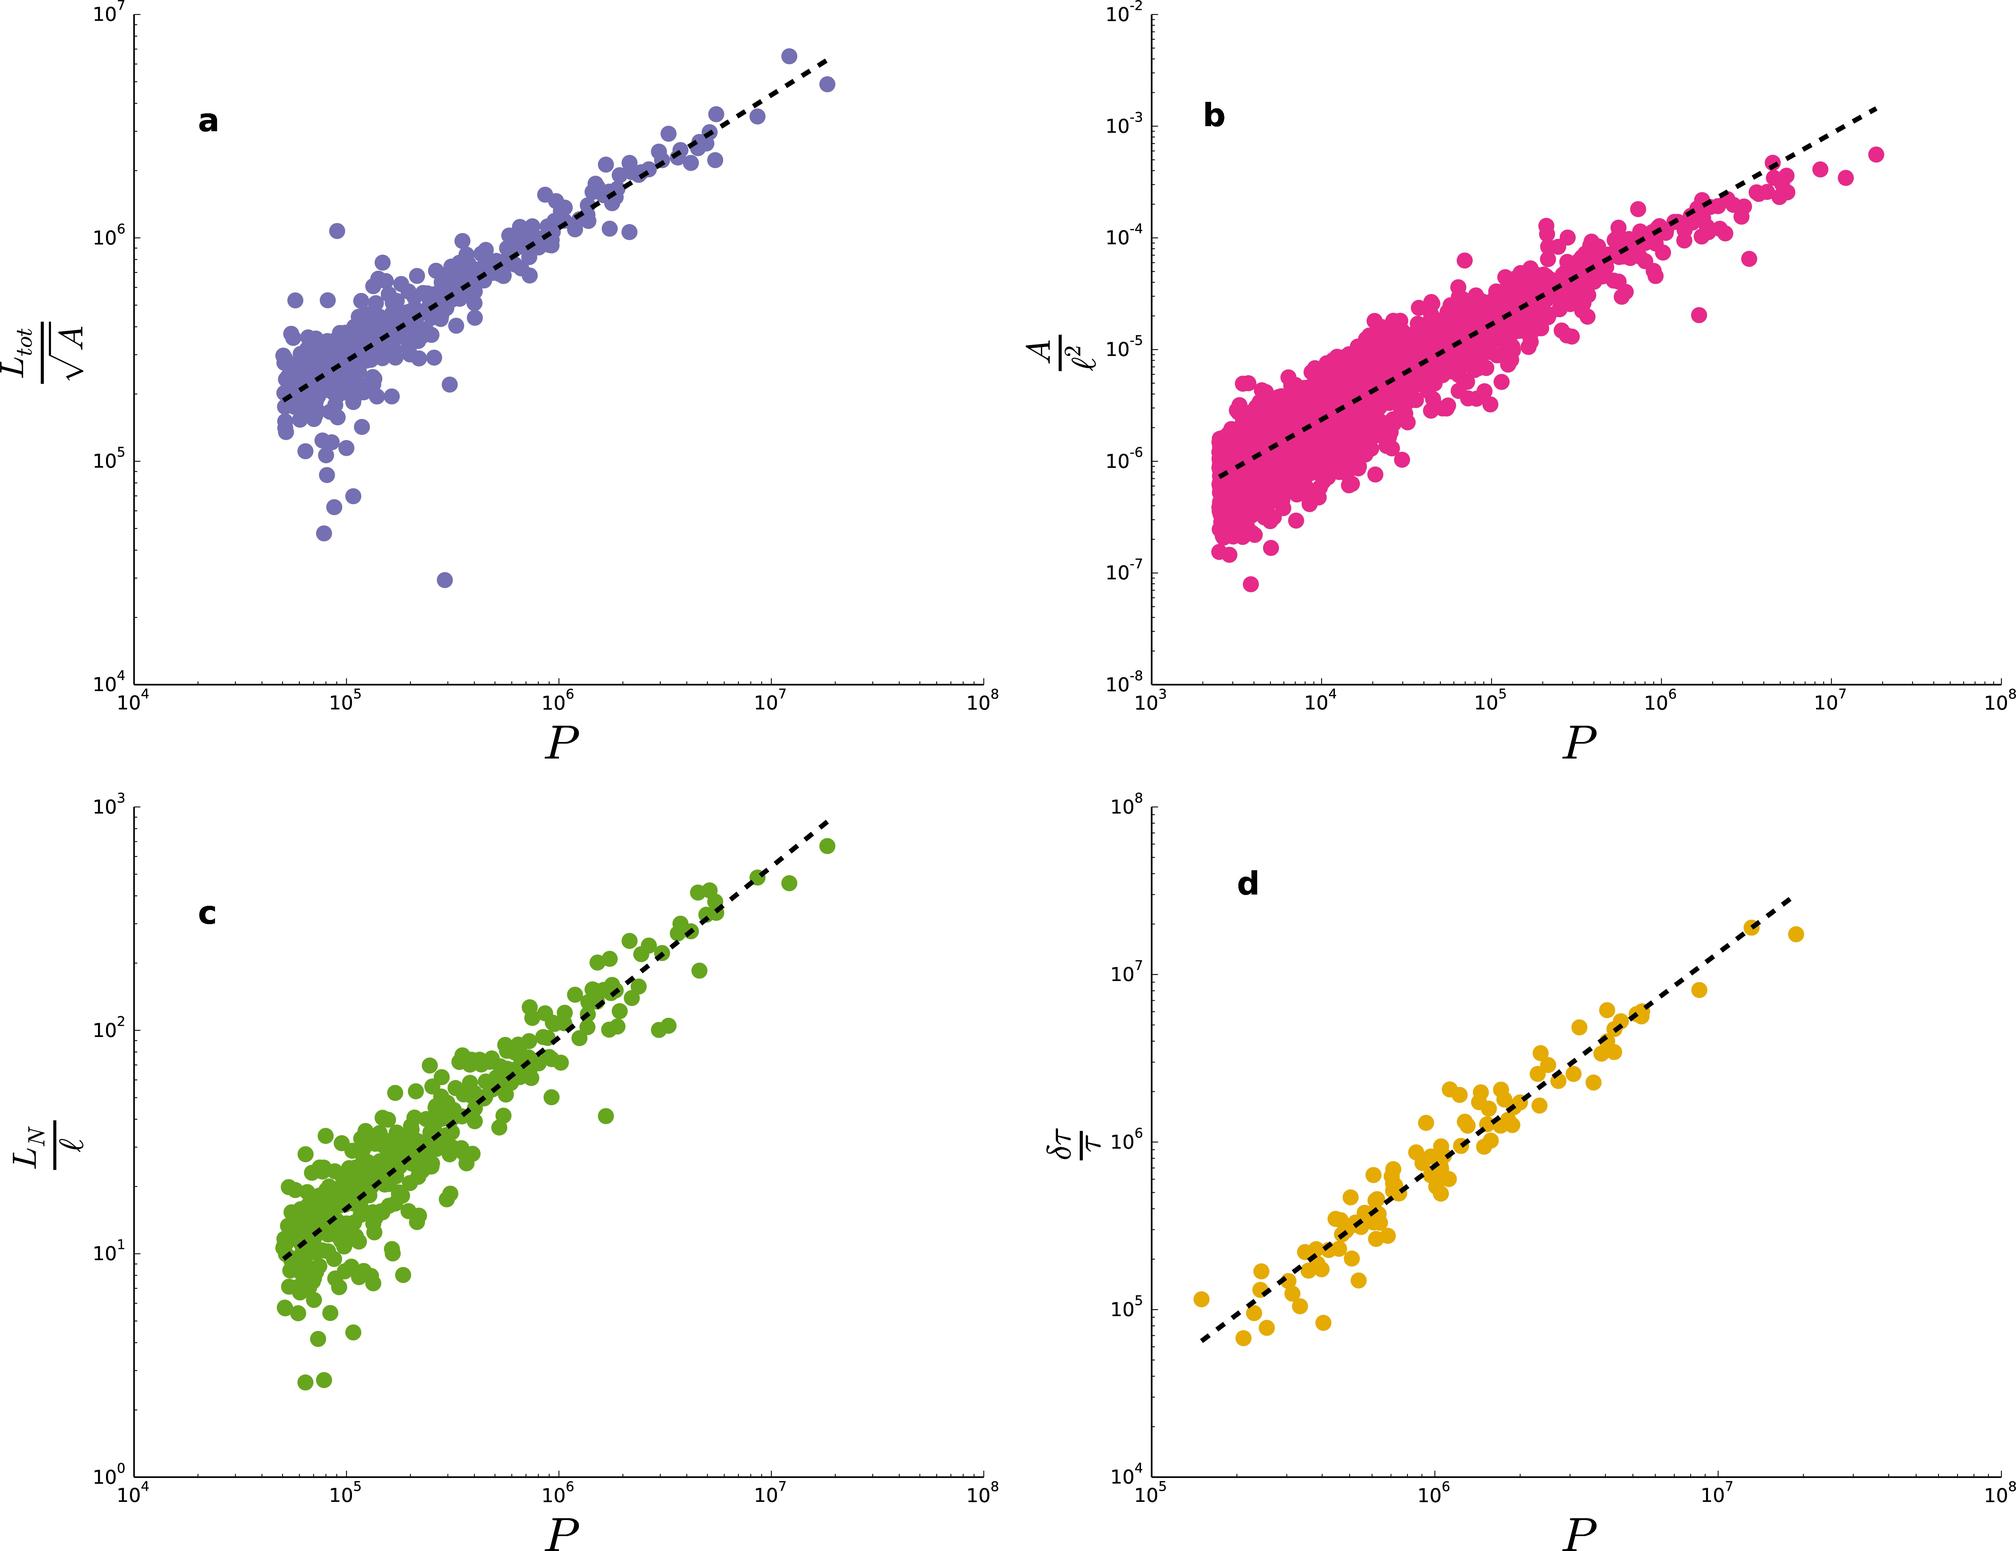 a
L_tot / √A
10^7
10^6
10^5
10^4
10^4 10^5 10^6 10^7 10^8
P
b
A / ℓ^2
10^-2
10^-3
10^-4
10^-5
10^-6
10^-7
10^-8
10^3 10^4 10^5 10^6 10^7 10^8
P
c
L_N / ℓ
10^3
10^2
10^1
10^0
10^4 10^5 10^6 10^7 10^8
P
d
δτ / τ
10^8
10^7
10^6
10^5
10^4
10^5 10^6 10^7 10^8
P